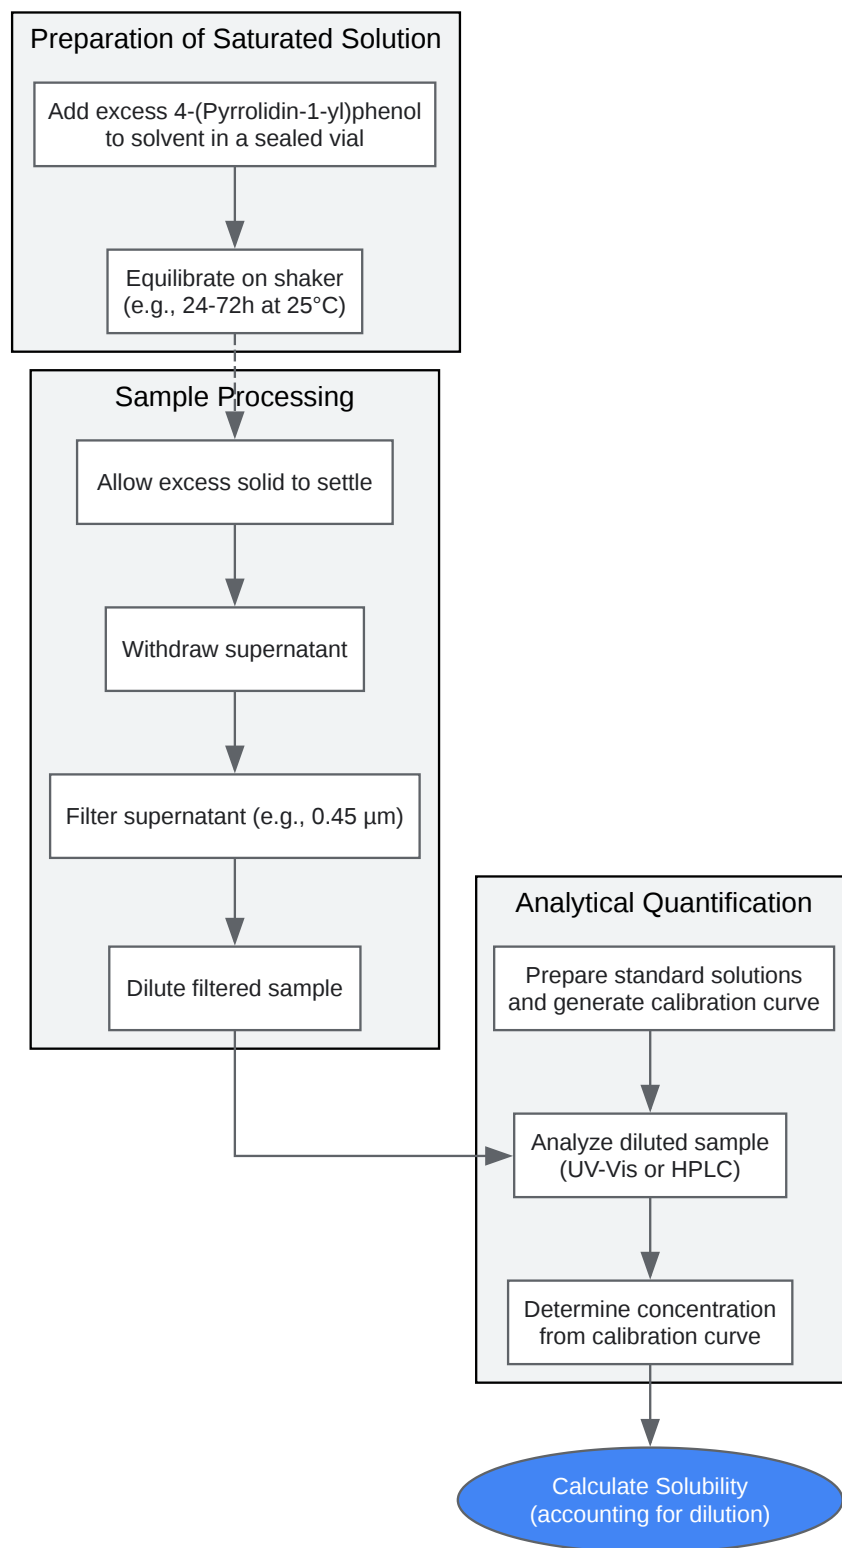 Preparation of Saturated Solution
Add excess 4-(Pyrrolidin-1-yl)phenol
to solvent in a sealed vial
Equilibrate on shaker
(e.g., 24-72h at 25°C)
Sample Processing
Allow excess solid to settle
Withdraw supernatant
Filter supernatant (e.g., 0.45 µm)
Dilute filtered sample
Analytical Quantification
Prepare standard solutions
and generate calibration curve
Analyze diluted sample
(UV-Vis or HPLC)
Determine concentration
from calibration curve
Calculate Solubility
(accounting for dilution)